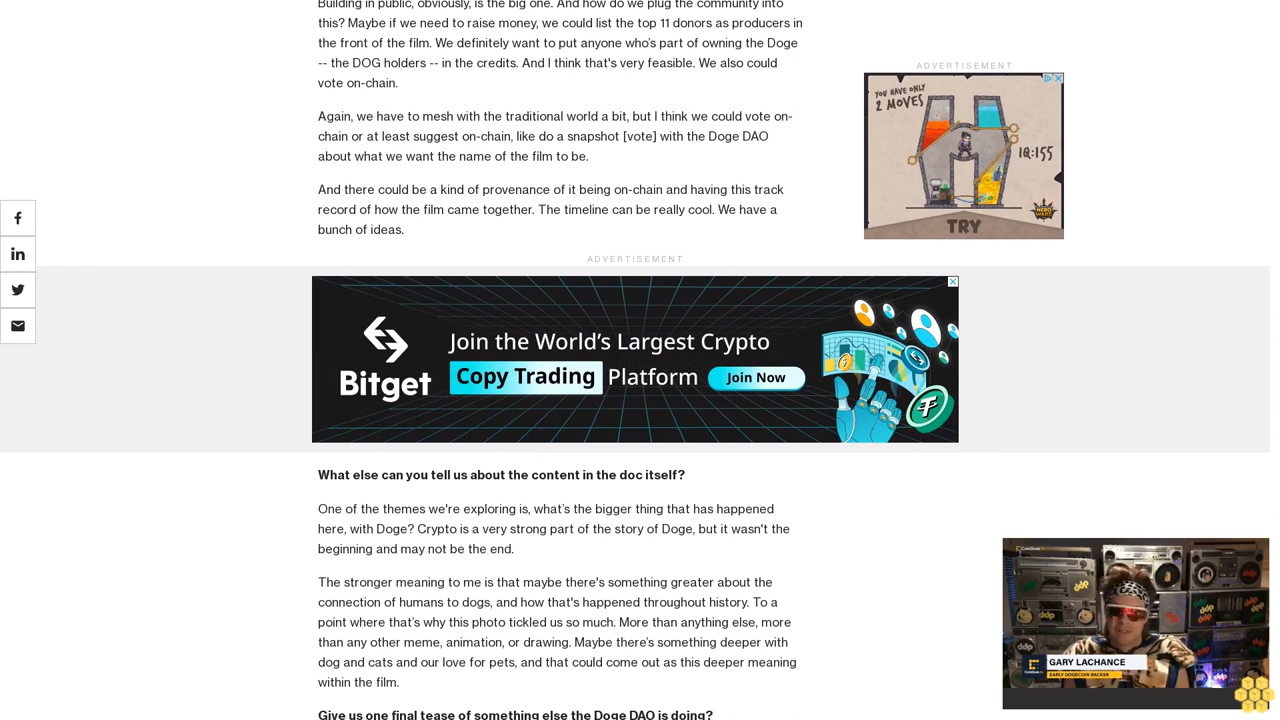 Building in public, obviously, is the big one. And how do we plug the community into
this? Maybe if we need to raise money, we could list the top 11 donors as producers in
the front of the film. We definitely want to put anyone who’s part of owning the Doge
-- the DOG holders -- in the credits. And I think that's very feasible. We also could
vote on-chain.
Again, we have to mesh with the traditional world a bit, but I think we could vote on-
chain or at least suggest on-chain, like do a snapshot [vote] with the Doge DAO
about what we want the name of the film to be.
And there could be a kind of provenance of it being on-chain and having this track
record of how the film came together. The timeline can be really cool. We have a
bunch of ideas.
ADVERTISEMENT
YOU HAVE ONLY
2 MOVES
IQ:155
HERO
WARS
TRY
ADVERTISEMENT
Bitget
Join the World’s Largest Crypto
Copy Trading Platform
Join Now
What else can you tell us about the content in the doc itself?
One of the themes we're exploring is, what’s the bigger thing that has happened
here, with Doge? Crypto is a very strong part of the story of Doge, but it wasn't the
beginning and may not be the end.
The stronger meaning to me is that maybe there's something greater about the
connection of humans to dogs, and how that's happened throughout history. To a
point where that’s why this photo tickled us so much. More than anything else, more
than any other meme, animation, or drawing. Maybe there’s something deeper with
dog and cats and our love for pets, and that could come out as this deeper meaning
within the film.
Give us one final tease of something else the Doge DAO is doing?
CoinDesk
ddp
ddp
ddp
ddp
GARY LACHANCE
EARLY DOGECOIN BACKER